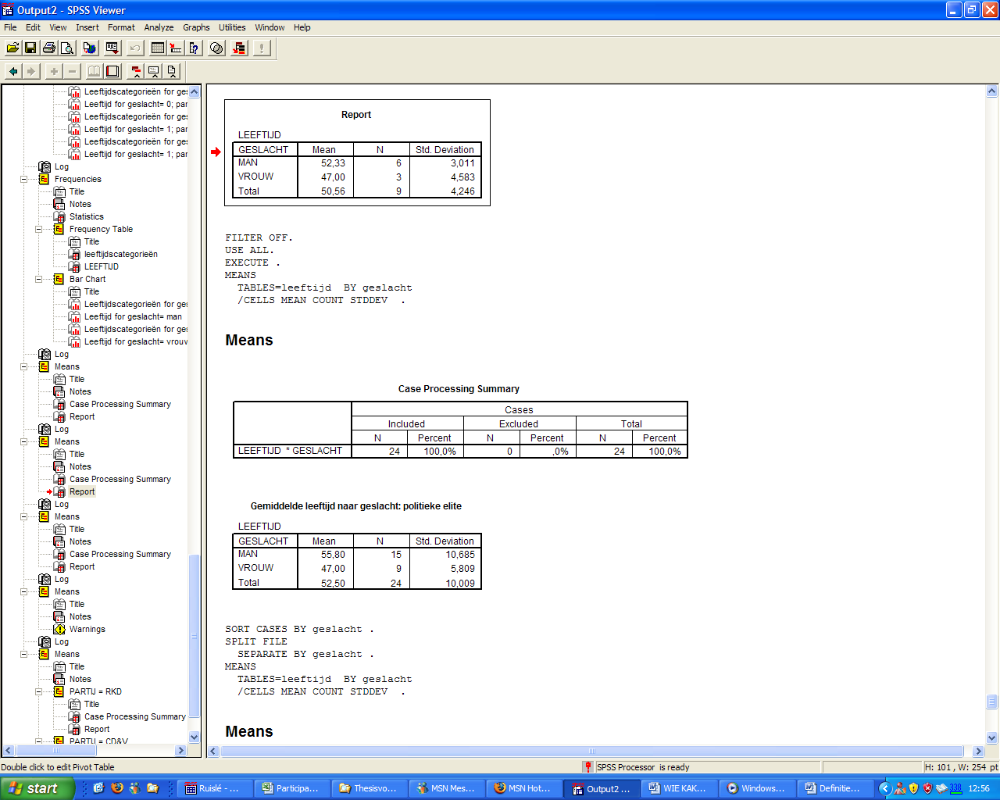 Output2 - SPSS Viewer
File Edit View Insert Format Analyze Graphs Utilities Window Help
Leeftijdscategorieën for ges
Leeftijd for geslacht= 0; par
Leeftijdscategorieën for ges
Leeftijd for geslacht= 1; par
Leeftijdscategorieën for ges
Leeftijd for geslacht= 1; par
Log
Frequencies
Title
Notes
Statistics
Frequency Table
Title
leeftijdscategorieën
LEEFTIJD
Bar Chart
Title
Leeftijdscategorieën for ges
Leeftijd for geslacht= man
Leeftijdscategorieën for ges
Leeftijd for geslacht= vrouw
Log
Means
Title
Notes
Case Processing Summary
Report
Log
Means
Title
Notes
Case Processing Summary
Report
Log
Means
Title
Notes
Case Processing Summary
Report
Log
Means
Title
Notes
Warnings
Log
Means
Title
Notes
PARTIJ = RKD
Title
Case Processing Summary
Report
PARTIJ = CD&V
Report
LEEFTIJD
GESLACHT Mean N Std. Deviation
MAN 52,33 6 3,011
VROUW 47,00 3 4,583
Total 50,56 9 4,246
FILTER OFF.
USE ALL.
EXECUTE .
MEANS
TABLES=leeftijd BY geslacht
/CELLS MEAN COUNT STDDEV .
Means
Case Processing Summary
Cases
Included Excluded Total
N Percent N Percent N Percent
LEEFTIJD * GESLACHT 24 100,0% 0 ,0% 24 100,0%
Gemiddelde leeftijd naar geslacht: politieke elite
LEEFTIJD
GESLACHT Mean N Std. Deviation
MAN 55,80 15 10,685
VROUW 47,00 9 5,809
Total 52,50 24 10,009
SORT CASES BY geslacht .
SPLIT FILE
SEPARATE BY geslacht .
MEANS
TABLES=leeftijd BY geslacht
/CELLS MEAN COUNT STDDEV .
Means
Double click to edit Pivot Table SPSS Processor is ready H: 101 , W: 254 pt
start Ruislé - ... Participa... Thesisvo... MSN Mes... MSN Hot... Output2 ... WIE KAK... Windows... Definitie... 338 12:56